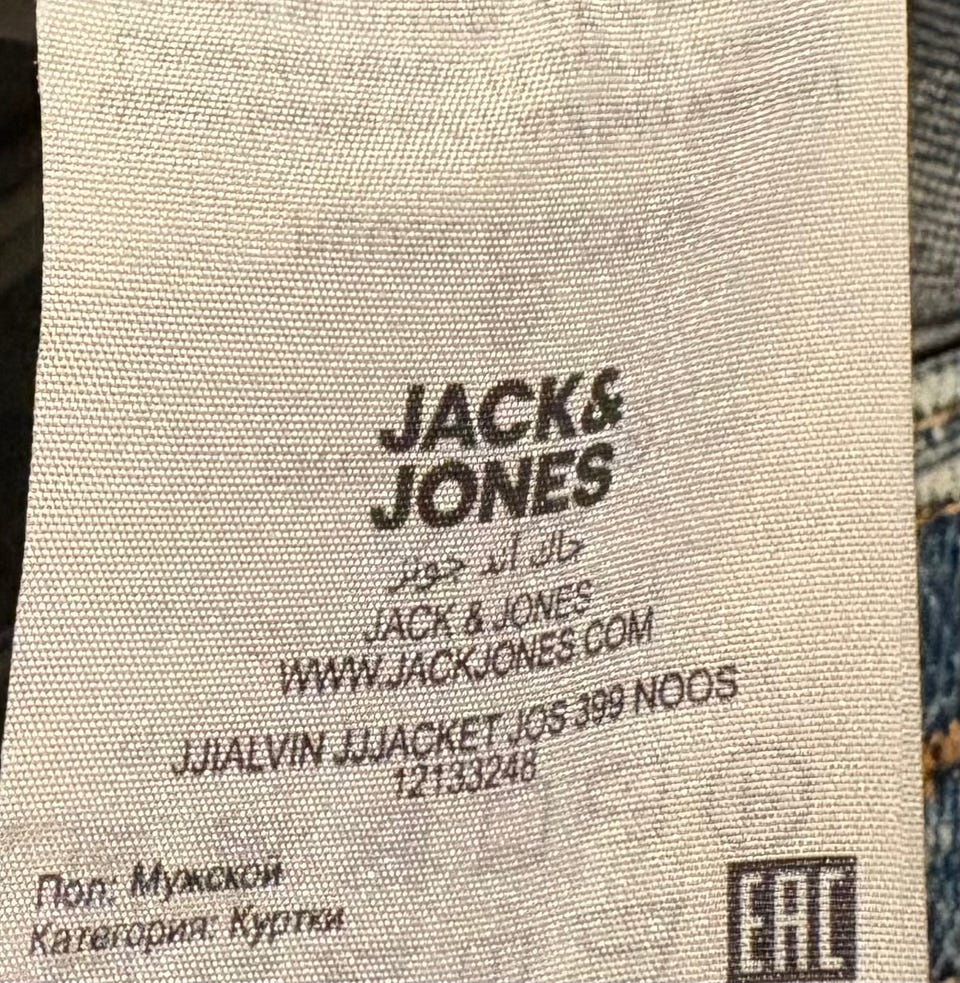 JACK&
JONES
جاك أند جونز
JACK & JONES
WWW.JACKJONES.COM
JJIALVIN JJJACKET JOS 399 NOOS
12133248
Пол: Мужской
Категория: Куртки
EAC